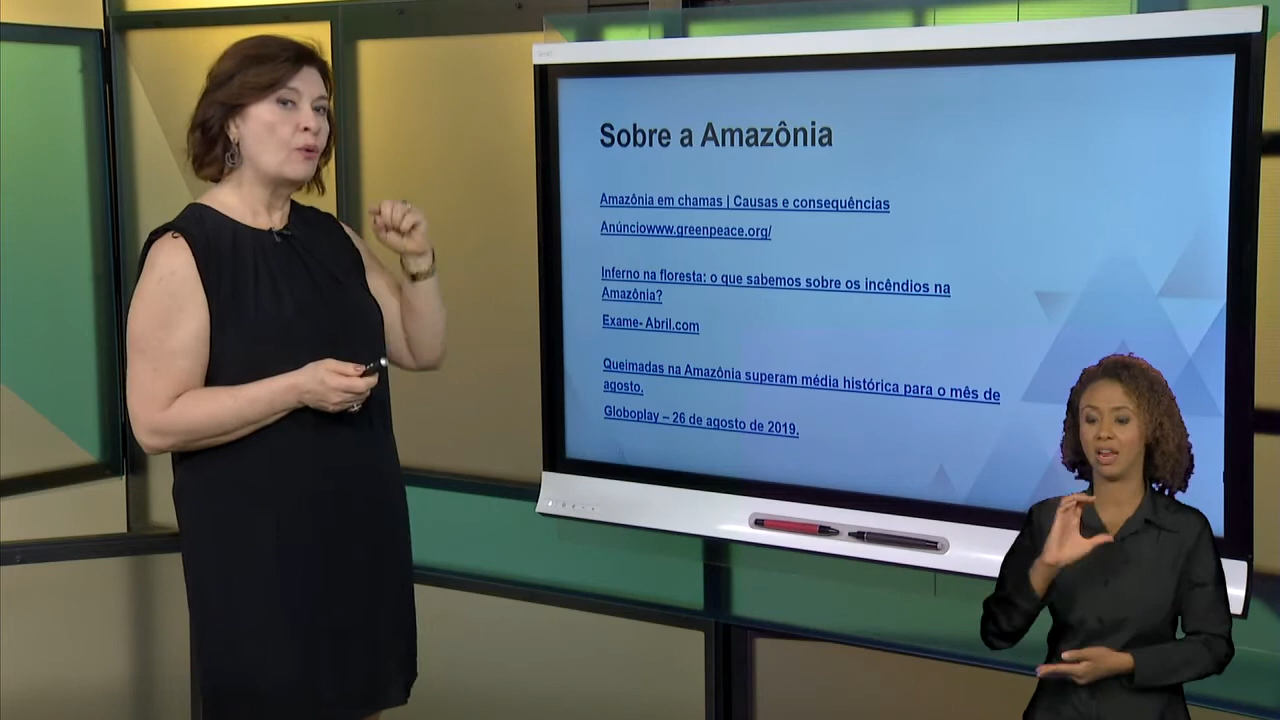 Sobre a Amazônia
Amazônia em chamas | Causas e consequências
Anúnciowww.greenpeace.org/
Inferno na floresta: o que sabemos sobre os incêndios na
Amazônia?
Exame- Abril.com
Queimadas na Amazônia superam média histórica para o mês de
agosto.
Globoplay – 26 de agosto de 2019.